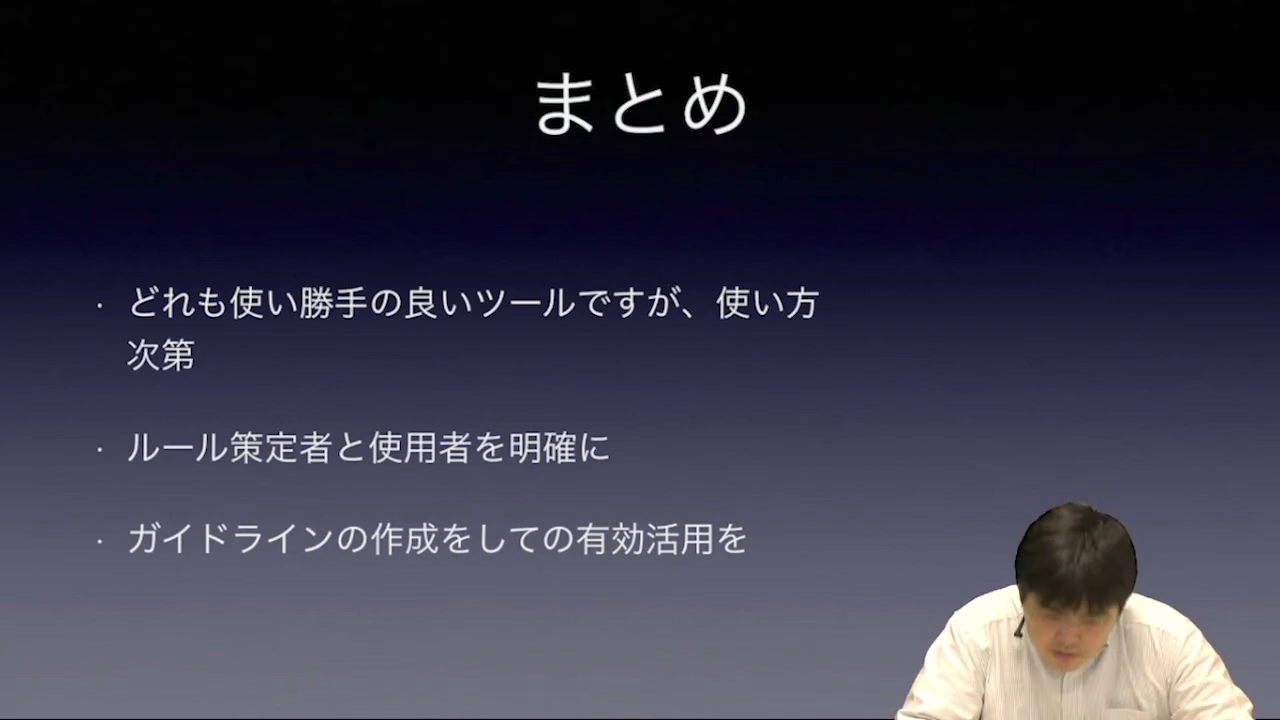 まとめ
・ どれも使い勝手の良いツールですが、使い方
次第
・ ルール策定者と使用者を明確に
・ ガイドラインの作成をしての有効活用を